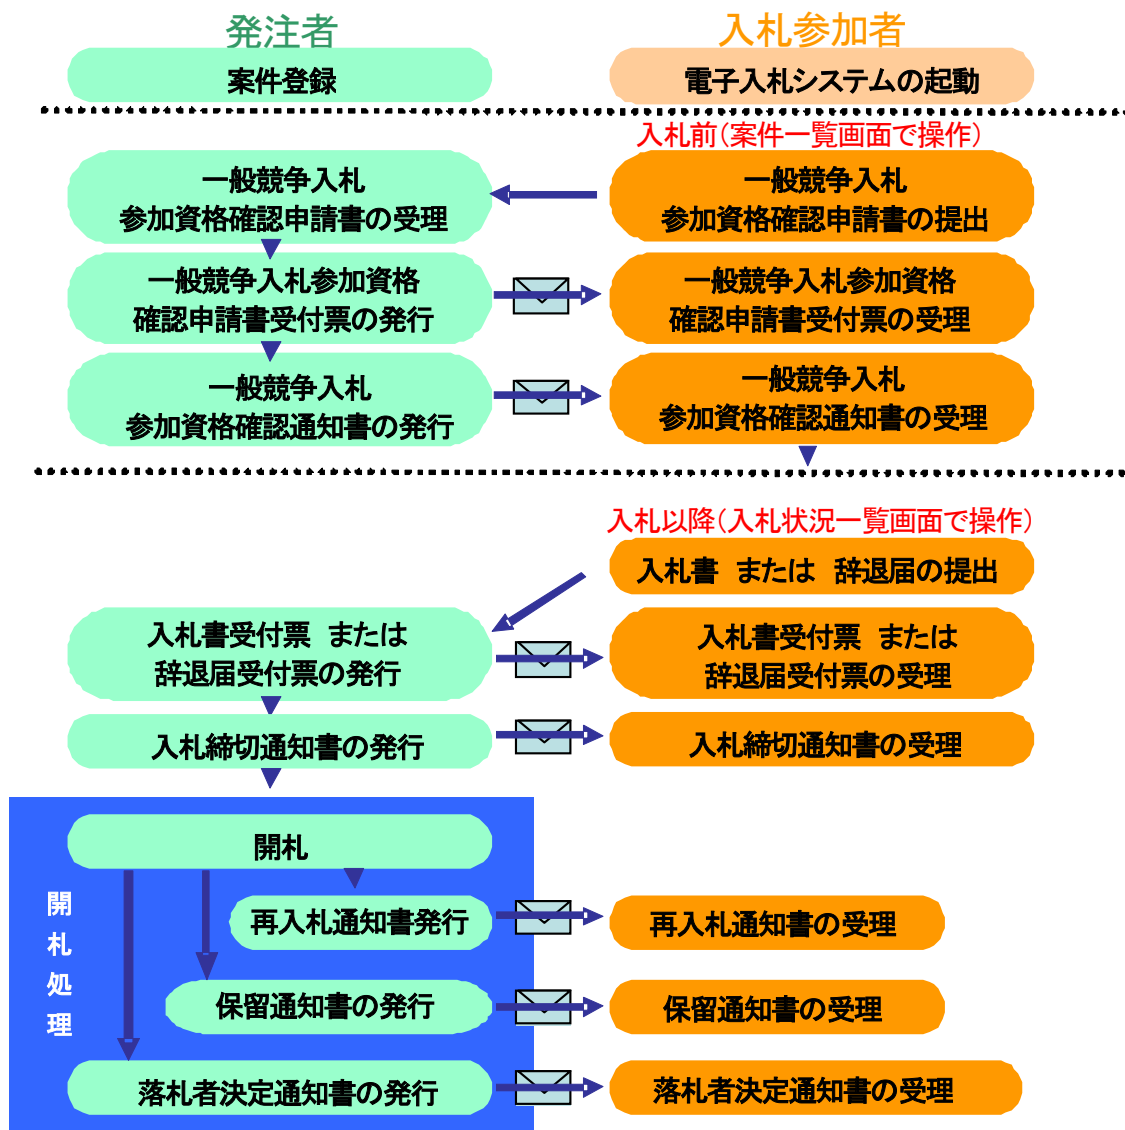 発注者
入札参加者
案件登録
電子入札システムの起動
入札前（案件一覧画面で操作）
一般競争入札
参加資格確認申請書の受理
一般競争入札
参加資格確認申請書の提出
一般競争入札参加資格
確認申請書受付票の発行
一般競争入札参加資格
確認申請書受付票の受理
一般競争入札
参加資格確認通知書の発行
一般競争入札
参加資格確認通知書の受理
入札以降（入札状況一覧画面で操作）
入札書　または　辞退届の提出
入札書受付票　または
辞退届受付票の発行
入札書受付票　または
辞退届受付票の受理
入札締切通知書の発行
入札締切通知書の受理
開札処理
開札
再入札通知書発行
再入札通知書の受理
保留通知書の発行
保留通知書の受理
落札者決定通知書の発行
落札者決定通知書の受理